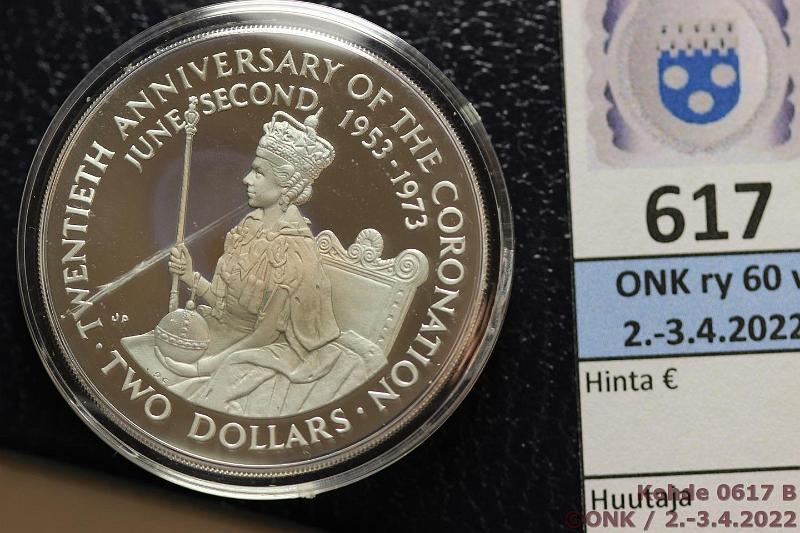 · TWENTIETH ANNIVERSARY OF THE CORONATION ·
JUNE SECOND 1953 - 1973
TWO DOLLARS
JP
617
ONK ry 60 v
2.-3.4.2022
Hinta €
Huutaja
Kohde 0617 B
©ONK / 2.-3.4.2022